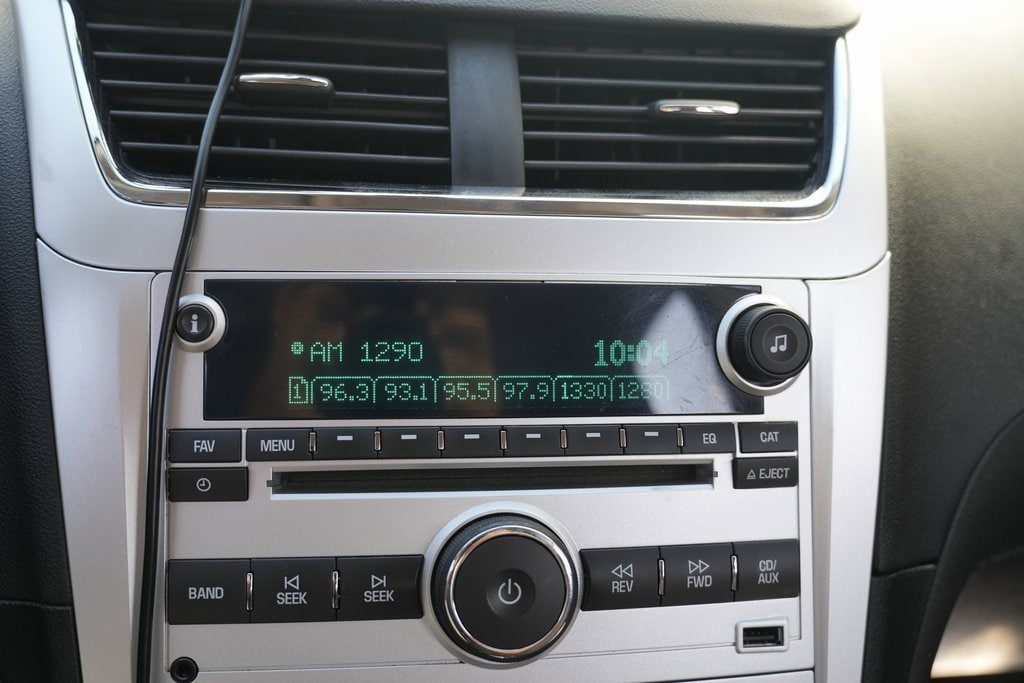 i
AM 1290 10:04
1 96.3 93.1 95.5 97.9 1330 1290
FAV MENU EQ CAT
EJECT
BAND SEEK SEEK REV FWD CD/
AUX